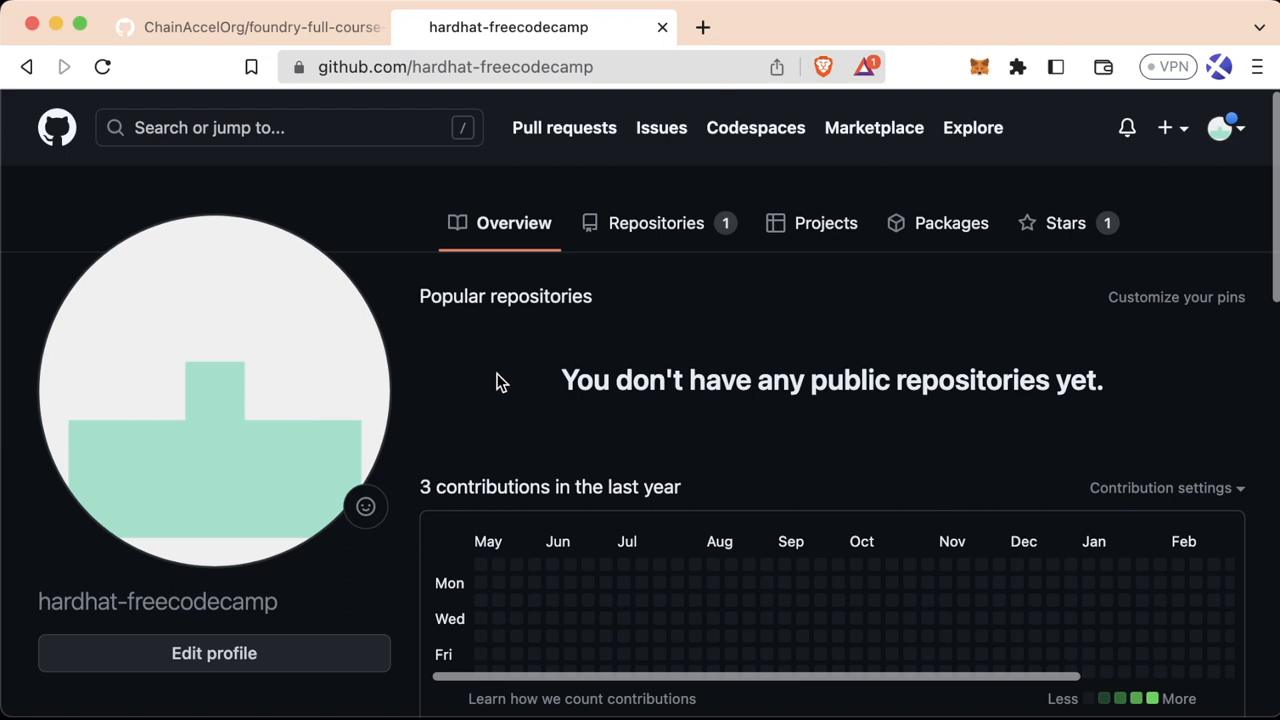 ChainAccelOrg/foundry-full-course-
hardhat-freecodecamp
github.com/hardhat-freecodecamp
1
VPN
Search or jump to...
/
Pull requests
Issues
Codespaces
Marketplace
Explore
Overview
Repositories 1
Projects
Packages
Stars 1
Popular repositories
Customize your pins
You don't have any public repositories yet.
3 contributions in the last year
Contribution settings
May Jun Jul Aug Sep Oct Nov Dec Jan Feb
Mon
Wed
Fri
Learn how we count contributions
Less More
hardhat-freecodecamp
Edit profile